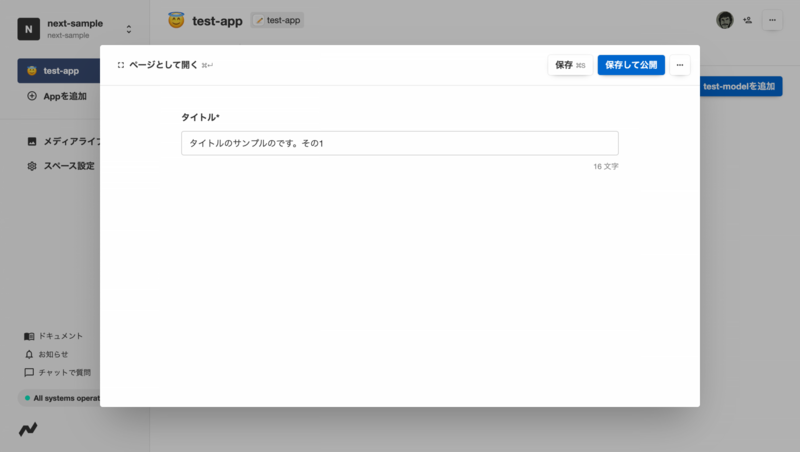 N
next-sample
next-sample
test-app
Appを追加
メディアライブ
スペース設定
ドキュメント
お知らせ
チャットで質問
All systems operat
test-app
test-app
test-modelを追加
ページとして開く ⌘↵
保存 ⌘S
保存して公開
タイトル*
タイトルのサンプルのです。その1
16 文字